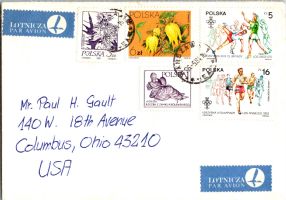 LOTNICZA
PAR AVION
POLSKA
POLSKA
POLSKA 5
POLSKA
POLSKA 16
Mr. Paul H. Gault
140 W. 18th Avenue
Columbus, Ohio 43210
USA
LOTNICZA
PAR AVION